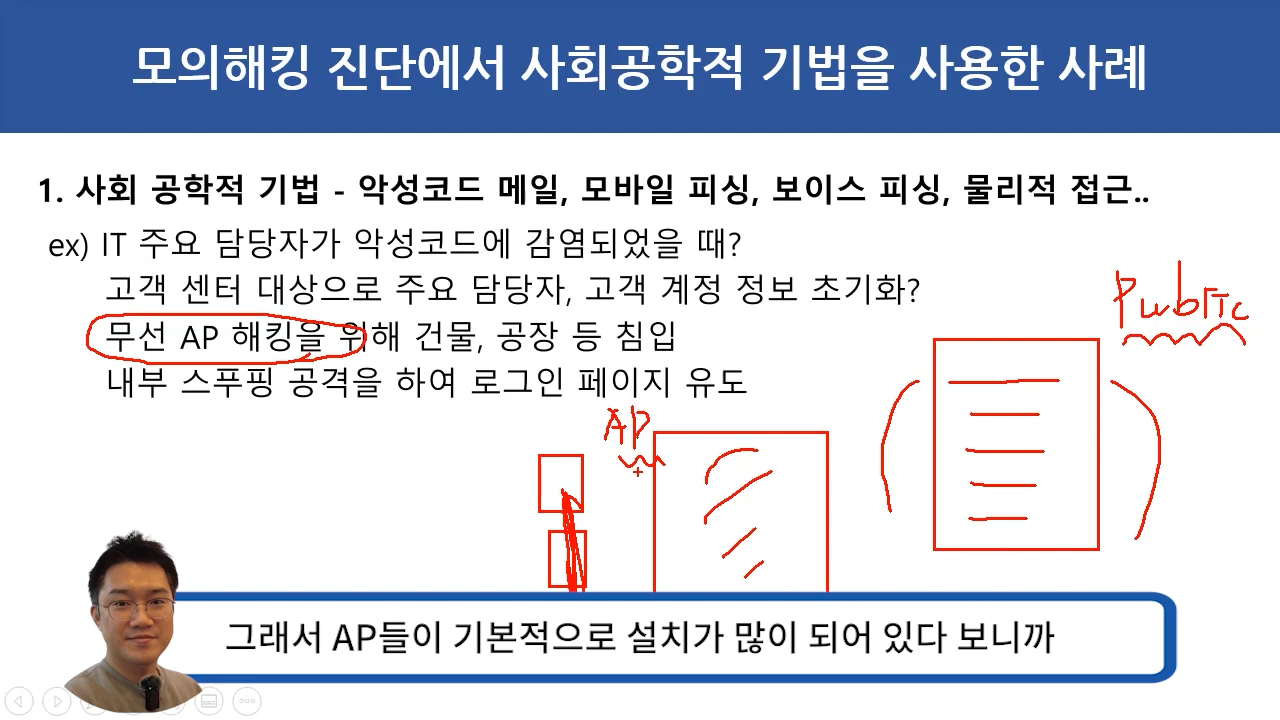 모의해킹 진단에서 사회공학적 기법을 사용한 사례
1. 사회 공학적 기법 - 악성코드 메일, 모바일 피싱, 보이스 피싱, 물리적 접근..
ex) IT 주요 담당자가 악성코드에 감염되었을 때?
고객 센터 대상으로 주요 담당자, 고객 계정 정보 초기화?
무선 AP 해킹을 위해 건물, 공장 등 침입
내부 스푸핑 공격을 하여 로그인 페이지 유도
Public
AP
그래서 AP들이 기본적으로 설치가 많이 되어 있다 보니까